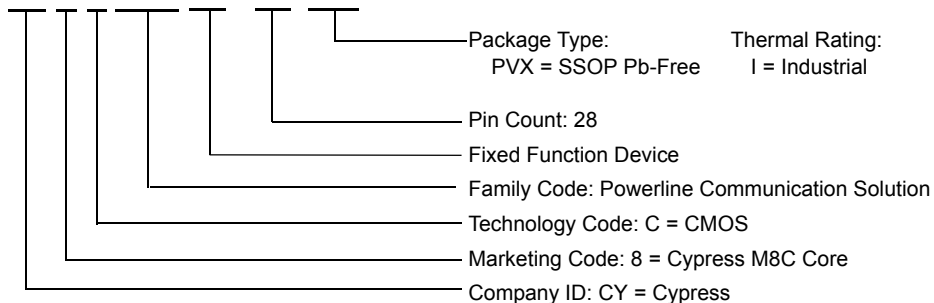 Package Type: Thermal Rating:
PVX = SSOP Pb-Free I = Industrial
Pin Count: 28
Fixed Function Device
Family Code: Powerline Communication Solution
Technology Code: C = CMOS
Marketing Code: 8 = Cypress M8C Core
Company ID: CY = Cypress